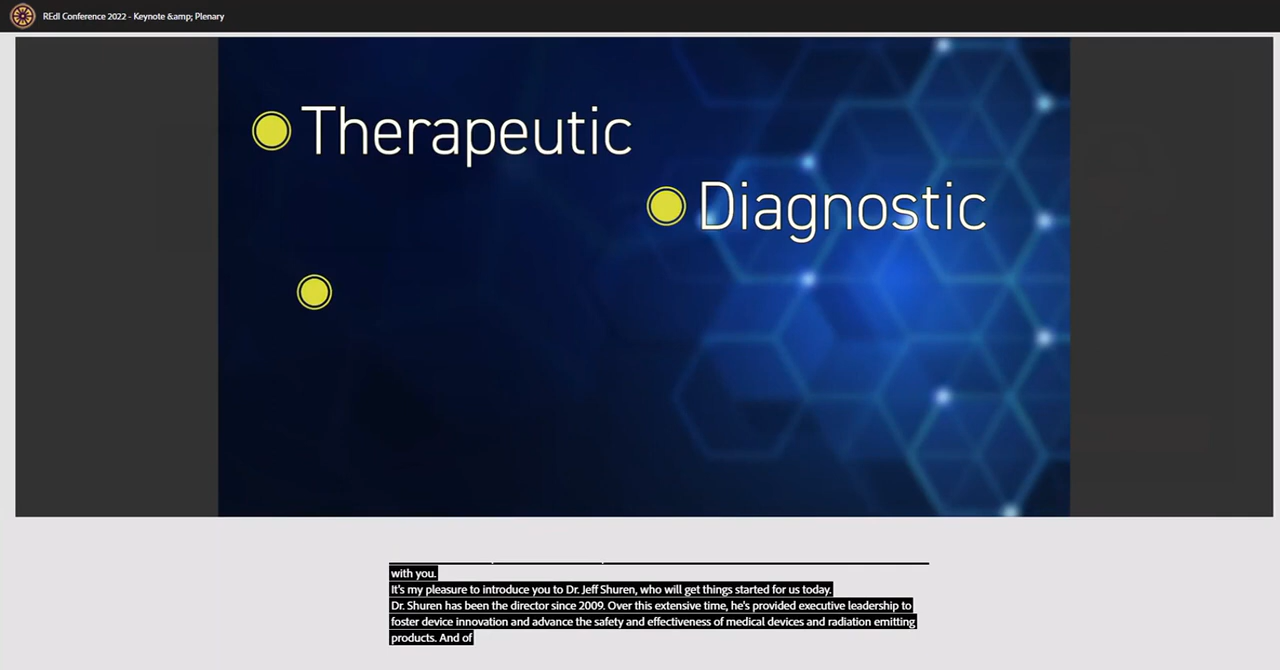 REdI Conference 2022 - Keynote &amp; Plenary
Therapeutic
Diagnostic
with you.
It's my pleasure to introduce you to Dr. Jeff Shuren, who will get things started for us today.
Dr. Shuren has been the director since 2009. Over this extensive time, he's provided executive leadership to
foster device innovation and advance the safety and effectiveness of medical devices and radiation emitting
products. And of